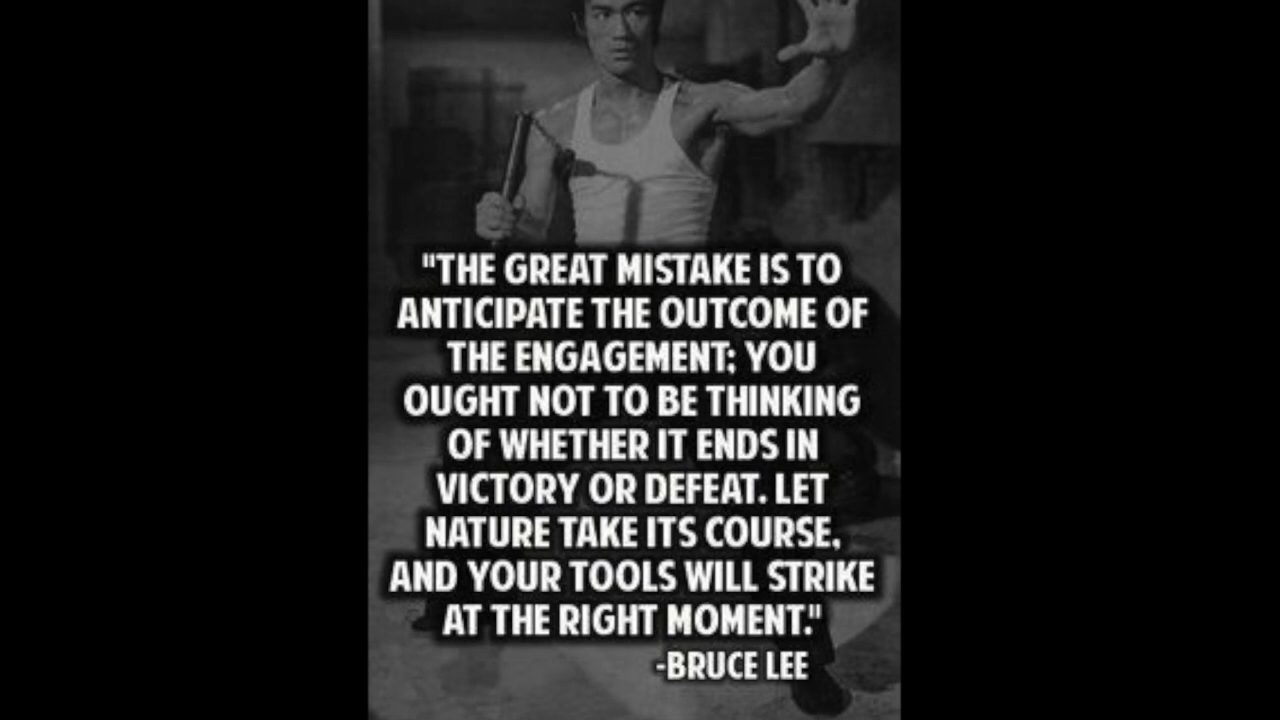 "THE GREAT MISTAKE IS TO
ANTICIPATE THE OUTCOME OF
THE ENGAGEMENT; YOU
OUGHT NOT TO BE THINKING
OF WHETHER IT ENDS IN
VICTORY OR DEFEAT. LET
NATURE TAKE ITS COURSE,
AND YOUR TOOLS WILL STRIKE
AT THE RIGHT MOMENT."
-BRUCE LEE